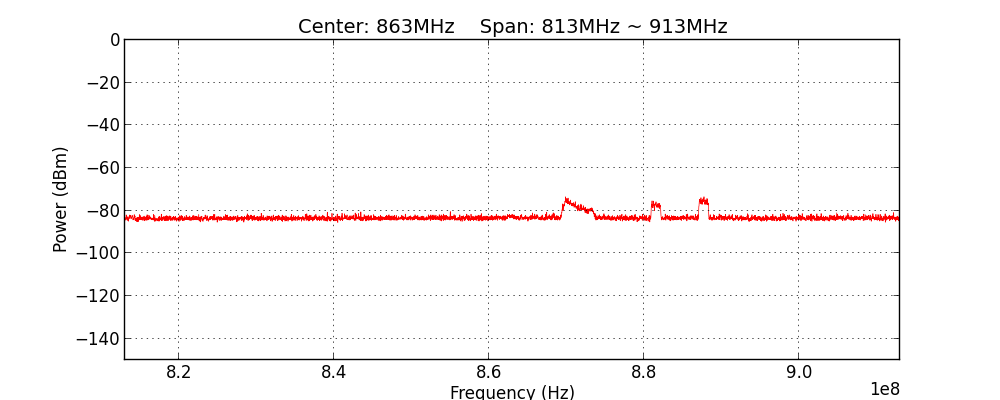 Center: 863MHz    Span: 813MHz ~ 913MHz
0
−20
−40
−60
−80
−100
−120
−140
Power (dBm)
8.2 8.4 8.6 8.8 9.0
1e8
Frequency (Hz)